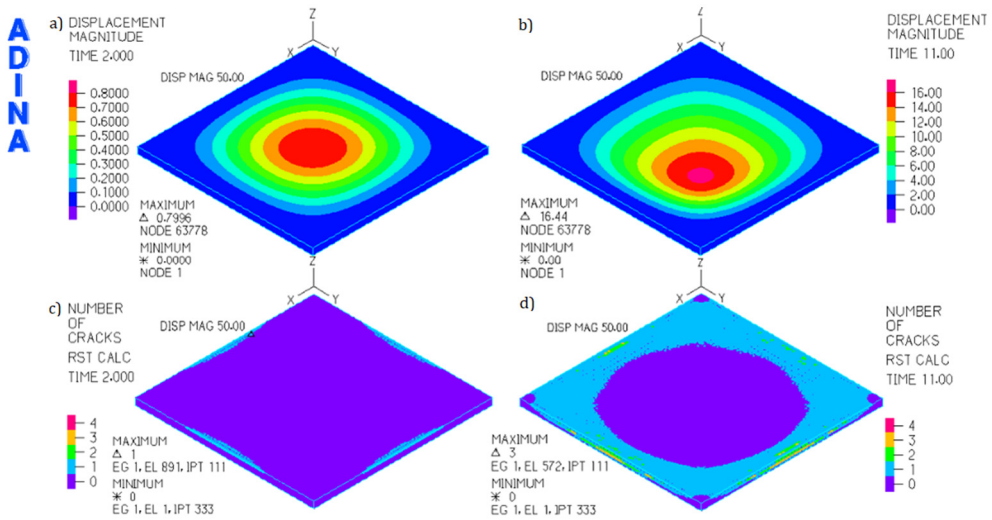 ADINA
a) DISPLACEMENT
MAGNITUDE
TIME 2.000
0.8000
0.7000
0.6000
0.5000
0.4000
0.3000
0.2000
0.1000
0.0000
Z
X Y
DISP MAG 50.00
MAXIMUM
Δ 0.7996
NODE 63778
MINIMUM
* 0.0000
NODE 1
b)
Z
X Y
DISP MAG 50.00
DISPLACEMENT
MAGNITUDE
TIME 11.00
16.00
14.00
12.00
10.00
8.00
6.00
4.00
2.00
0.00
MAXIMUM
Δ 16.44
NODE 63778
MINIMUM
* 0.00
NODE 1
c) NUMBER
OF
CRACKS
RST CALC
TIME 2.000
4
3
2
1
0
Z
X Y
DISP MAG 50.00
MAXIMUM
Δ 1
EG 1, EL 891, IPT 111
MINIMUM
* 0
EG 1, EL 1, IPT 333
d)
Z
X Y
DISP MAG 50.00
NUMBER
OF
CRACKS
RST CALC
TIME 11.00
4
3
2
1
0
MAXIMUM
Δ 3
EG 1, EL 572, IPT 111
MINIMUM
* 0
EG 1, EL 1, IPT 333